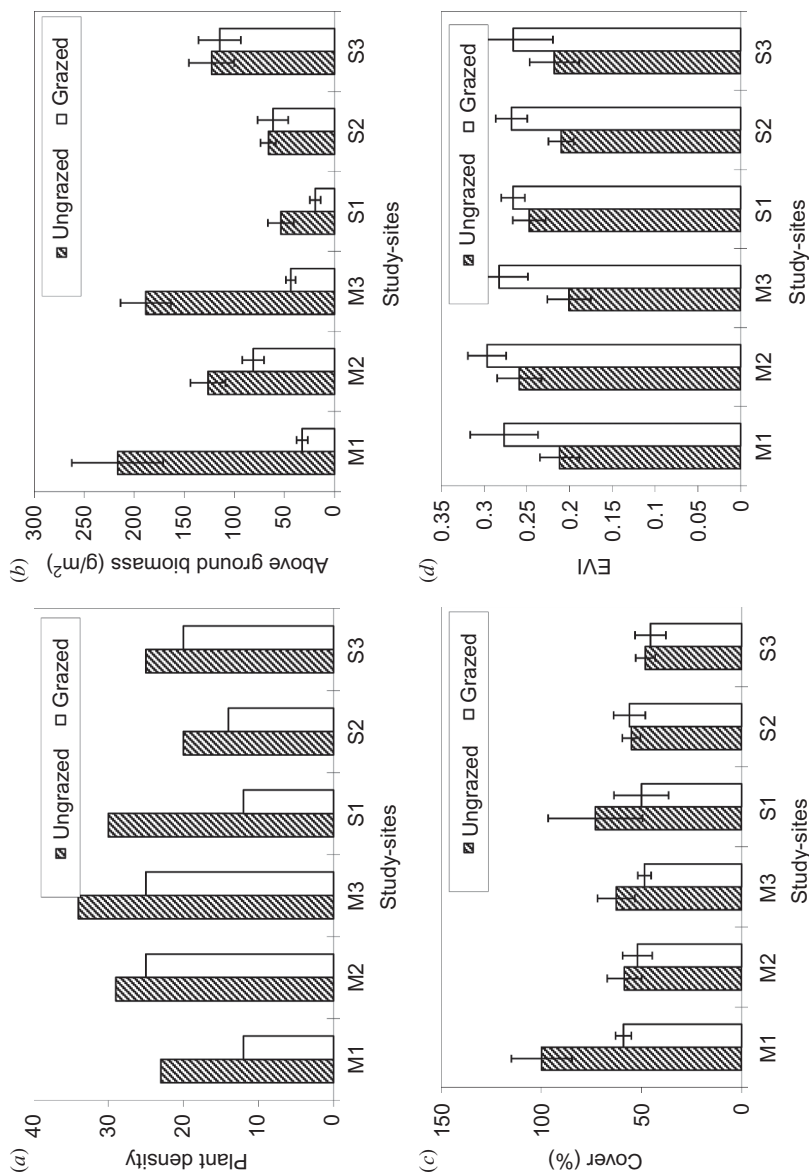 (a)
Ungrazed Grazed
Plant density
40
30
20
10
0
M1 M2 M3 S1 S2 S3
Study-sites
(b)
Ungrazed Grazed
Above ground biomass (g/m²)
300
250
200
150
100
50
0
M1 M2 M3 S1 S2 S3
Study-sites
(c)
Ungrazed Grazed
Cover (%)
150
100
50
0
M1 M2 M3 S1 S2 S3
Study-sites
(d)
Ungrazed Grazed
EVI
0.35
0.3
0.25
0.2
0.15
0.1
0.05
0
M1 M2 M3 S1 S2 S3
Study-sites